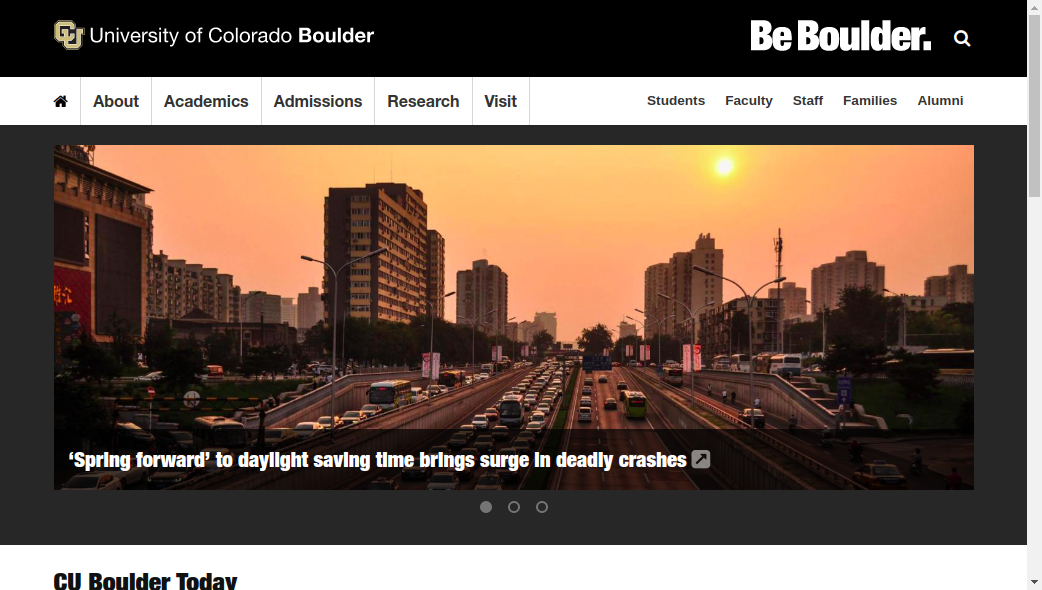 University of Colorado Boulder
Be Boulder.
About
Academics
Admissions
Research
Visit
Students
Faculty
Staff
Families
Alumni
‘Spring forward’ to daylight saving time brings surge in deadly crashes
CU Boulder Today